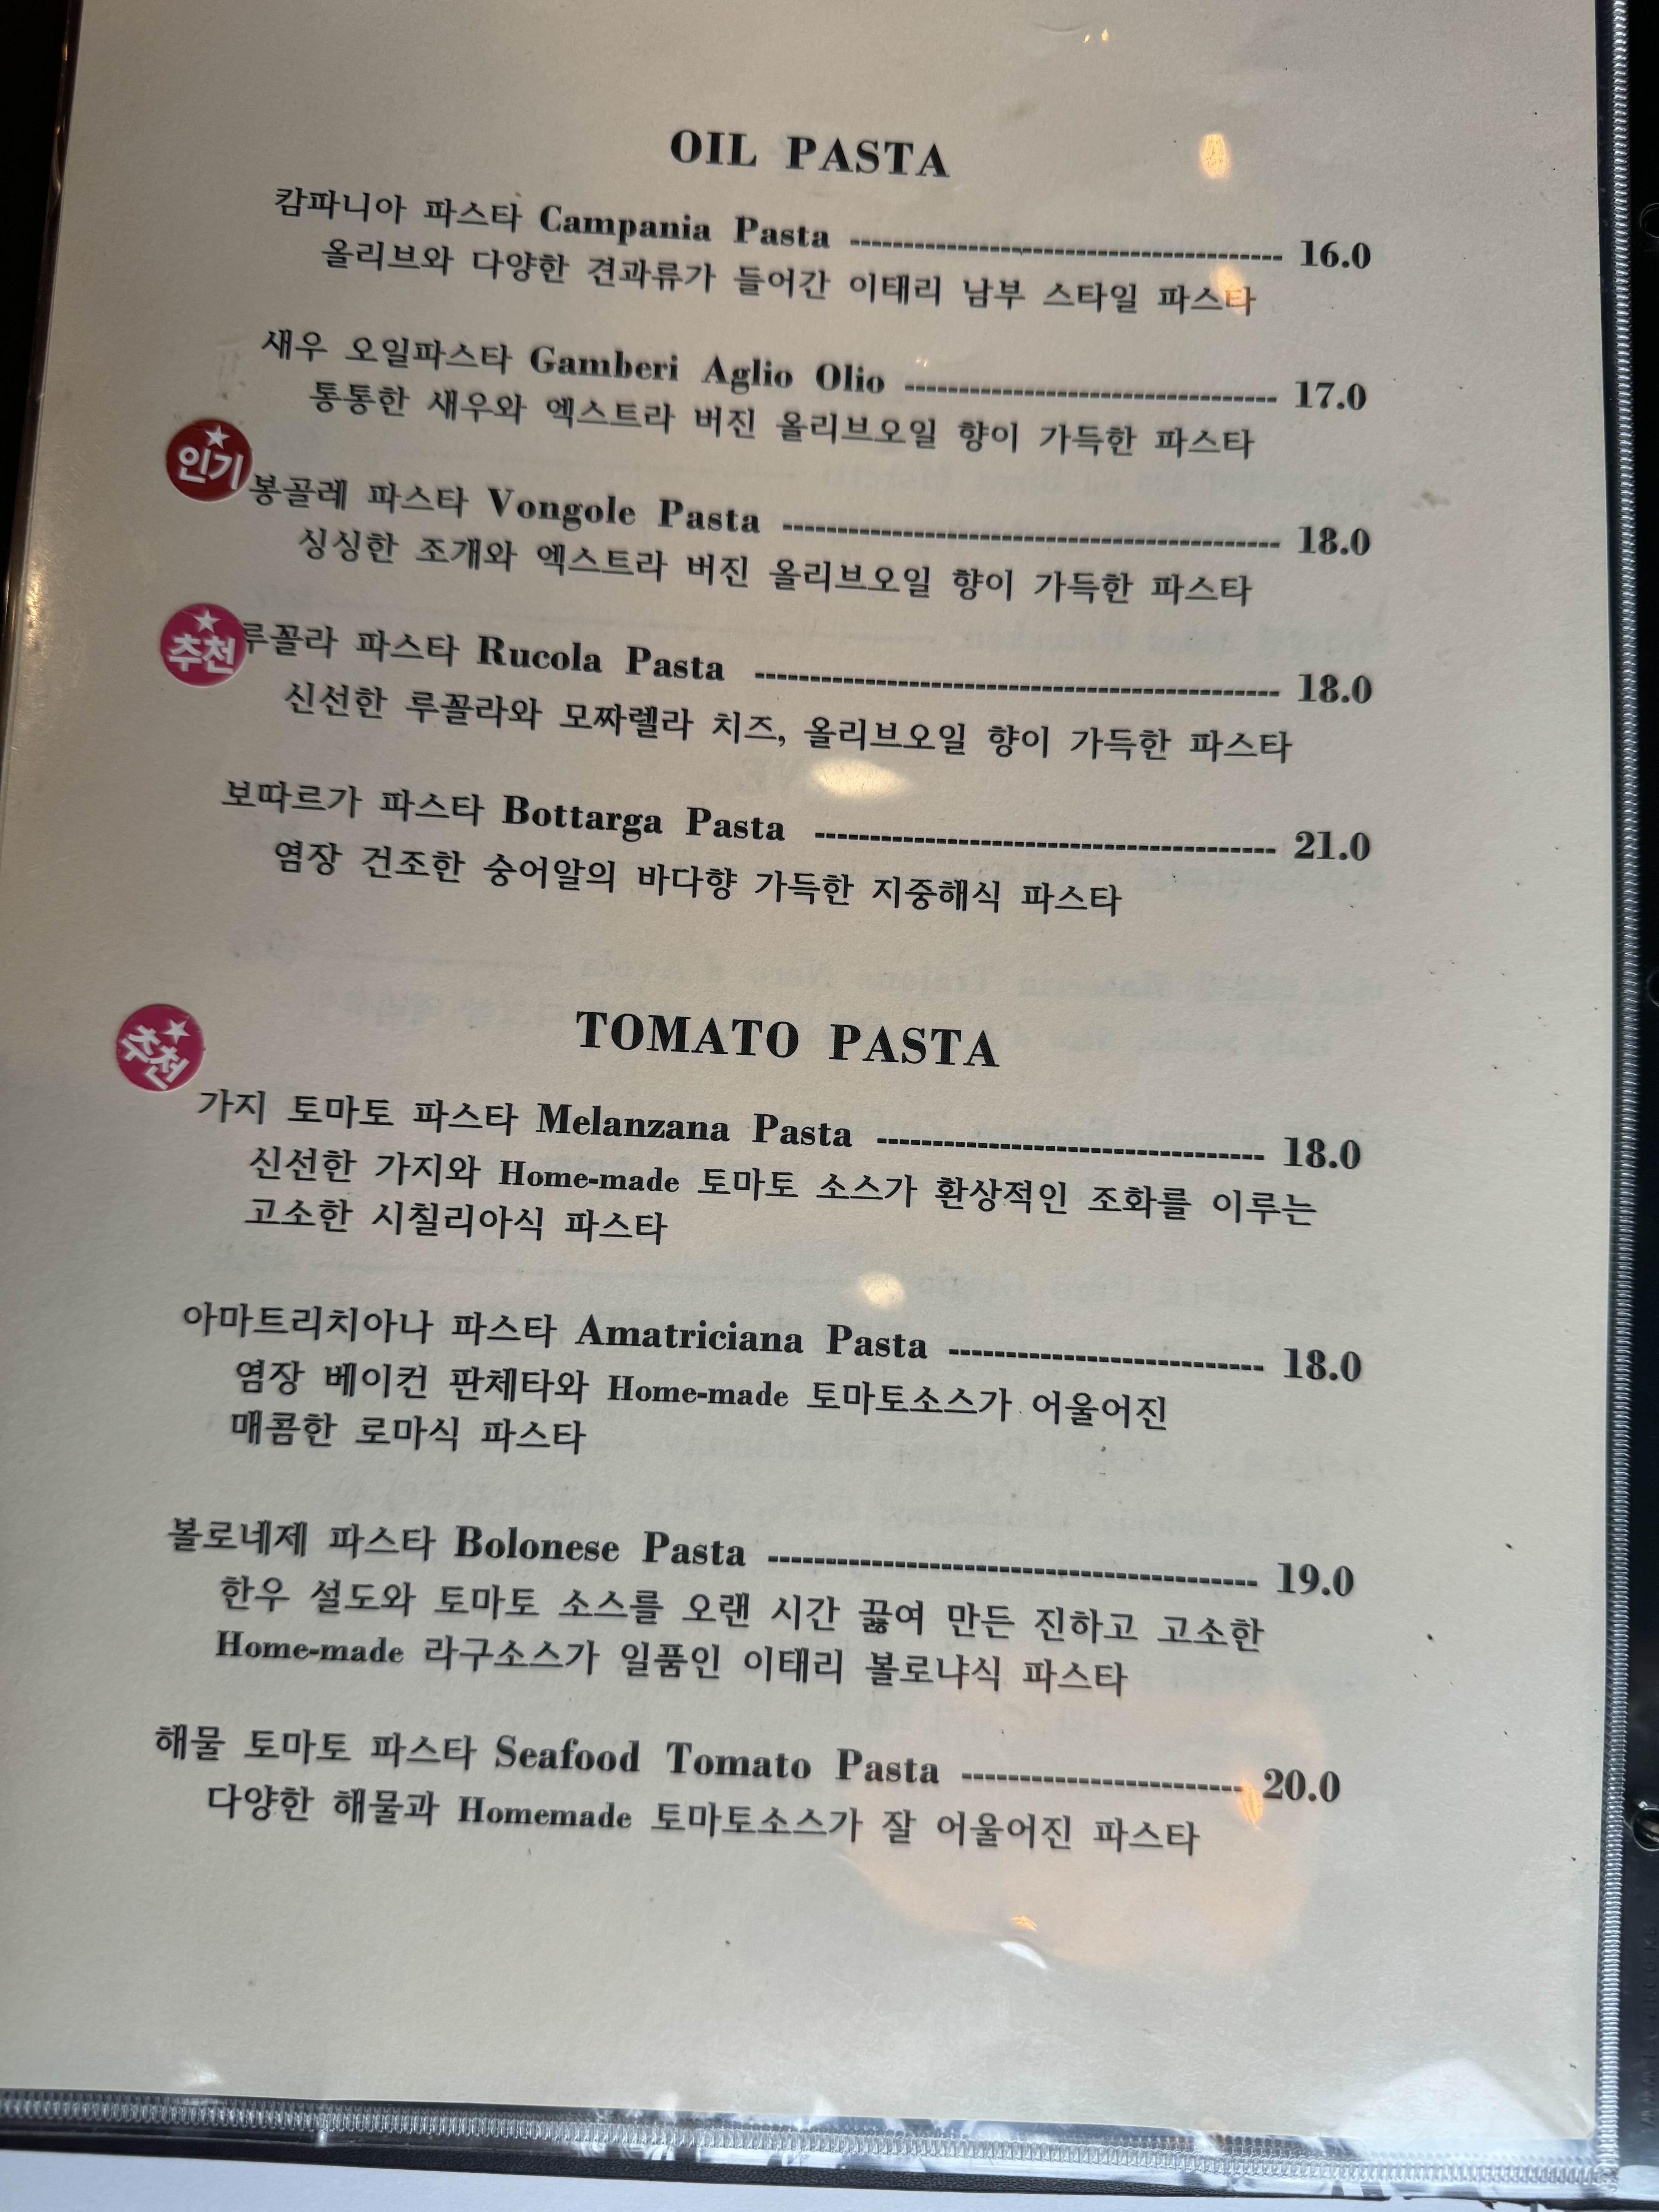 OIL PASTA
캄파니아 파스타 Campania Pasta ---------------------------------------- 16.0
올리브와 다양한 견과류가 들어간 이태리 남부 스타일 파스타
새우 오일파스타 Gamberi Aglio Olio ----------------------------------- 17.0
통통한 새우와 엑스트라 버진 올리브오일 향이 가득한 파스타
인기
봉골레 파스타 Vongole Pasta ---------------------------------------------- 18.0
싱싱한 조개와 엑스트라 버진 올리브오일 향이 가득한 파스타
추천
루꼴라 파스타 Rucola Pasta ------------------------------------------------ 18.0
신선한 루꼴라와 모짜렐라 치즈, 올리브오일 향이 가득한 파스타
보따르가 파스타 Bottarga Pasta ------------------------------------------ 21.0
염장 건조한 숭어알의 바다향 가득한 지중해식 파스타
TOMATO PASTA
추천
가지 토마토 파스타 Melanzana Pasta ----------------------------------- 18.0
신선한 가지와 Home-made 토마토 소스가 환상적인 조화를 이루는
고소한 시칠리아식 파스타
아마트리치아나 파스타 Amatriciana Pasta ---------------------------- 18.0
염장 베이컨 판체타와 Home-made 토마토소스가 어울어진
매콤한 로마식 파스타
볼로네제 파스타 Bolonese Pasta ------------------------------------------- 19.0
한우 설도와 토마토 소스를 오랜 시간 끓여 만든 진하고 고소한
Home-made 라구소스가 일품인 이태리 볼로냐식 파스타
해물 토마토 파스타 Seafood Tomato Pasta ------------------------- 20.0
다양한 해물과 Homemade 토마토소스가 잘 어울어진 파스타